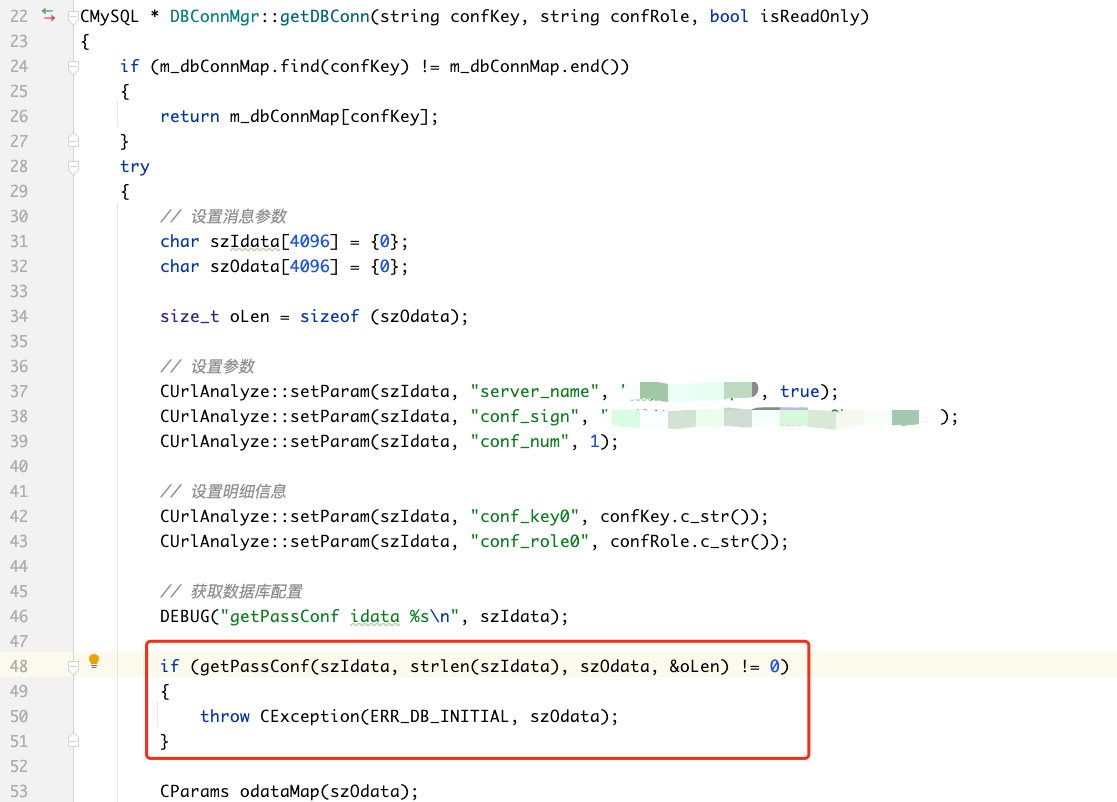 22 CMySQL * DBConnMgr::getDBConn(string confKey, string confRole, bool isReadOnly)
23 {
24 if (m_dbConnMap.find(confKey) != m_dbConnMap.end())
25 {
26 return m_dbConnMap[confKey];
27 }
28 try
29 {
30 // 设置消息参数
31 char szIdata[4096] = {0};
32 char szOdata[4096] = {0};
33
34 size_t oLen = sizeof (szOdata);
35
36 // 设置参数
37 CUrlAnalyze::setParam(szIdata, "server_name", , true);
38 CUrlAnalyze::setParam(szIdata, "conf_sign", " );
39 CUrlAnalyze::setParam(szIdata, "conf_num", 1);
40
41 // 设置明细信息
42 CUrlAnalyze::setParam(szIdata, "conf_key0", confKey.c_str());
43 CUrlAnalyze::setParam(szIdata, "conf_role0", confRole.c_str());
44
45 // 获取数据库配置
46 DEBUG("getPassConf idata %s\n", szIdata);
47
48 if (getPassConf(szIdata, strlen(szIdata), szOdata, &oLen) != 0)
49 {
50 throw CException(ERR_DB_INITIAL, szOdata);
51 }
52
53 CParams odataMap(szOdata);